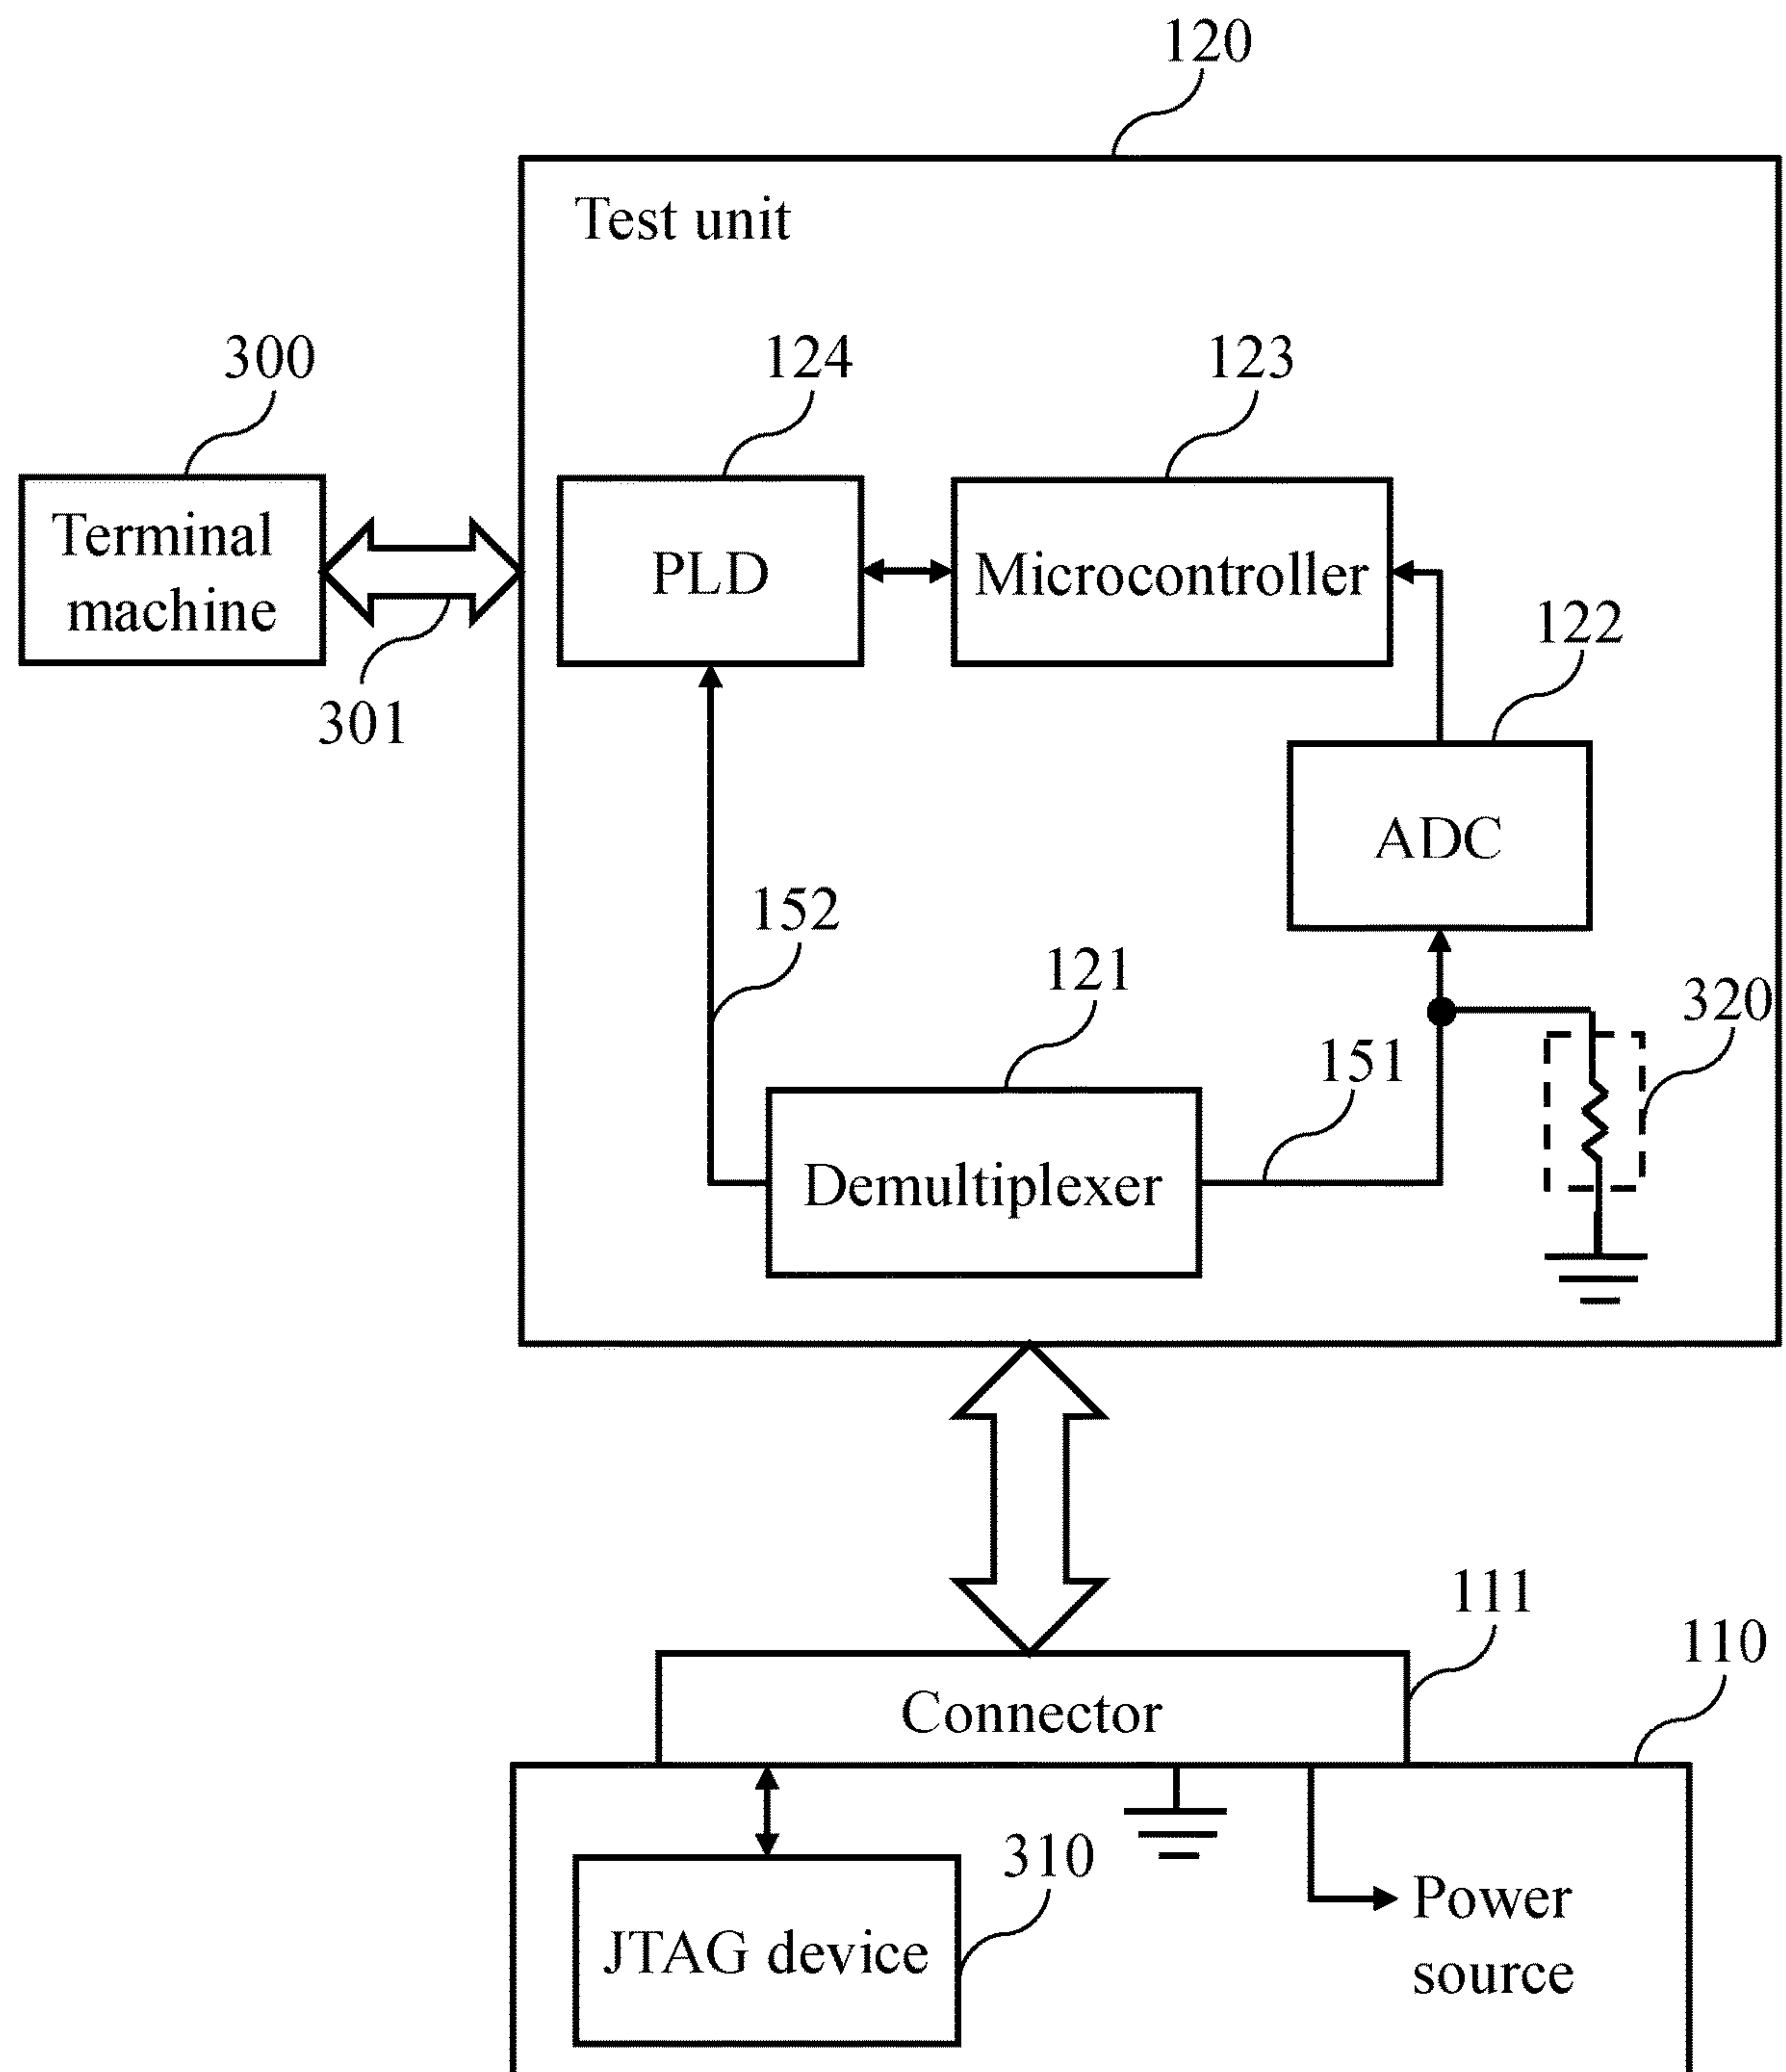 120
Test unit
300
124
123
Terminal
machine
PLD
Microcontroller
122
301
ADC
152
121
320
151
Demultiplexer
111
110
Connector
310
Power
source
JTAG device